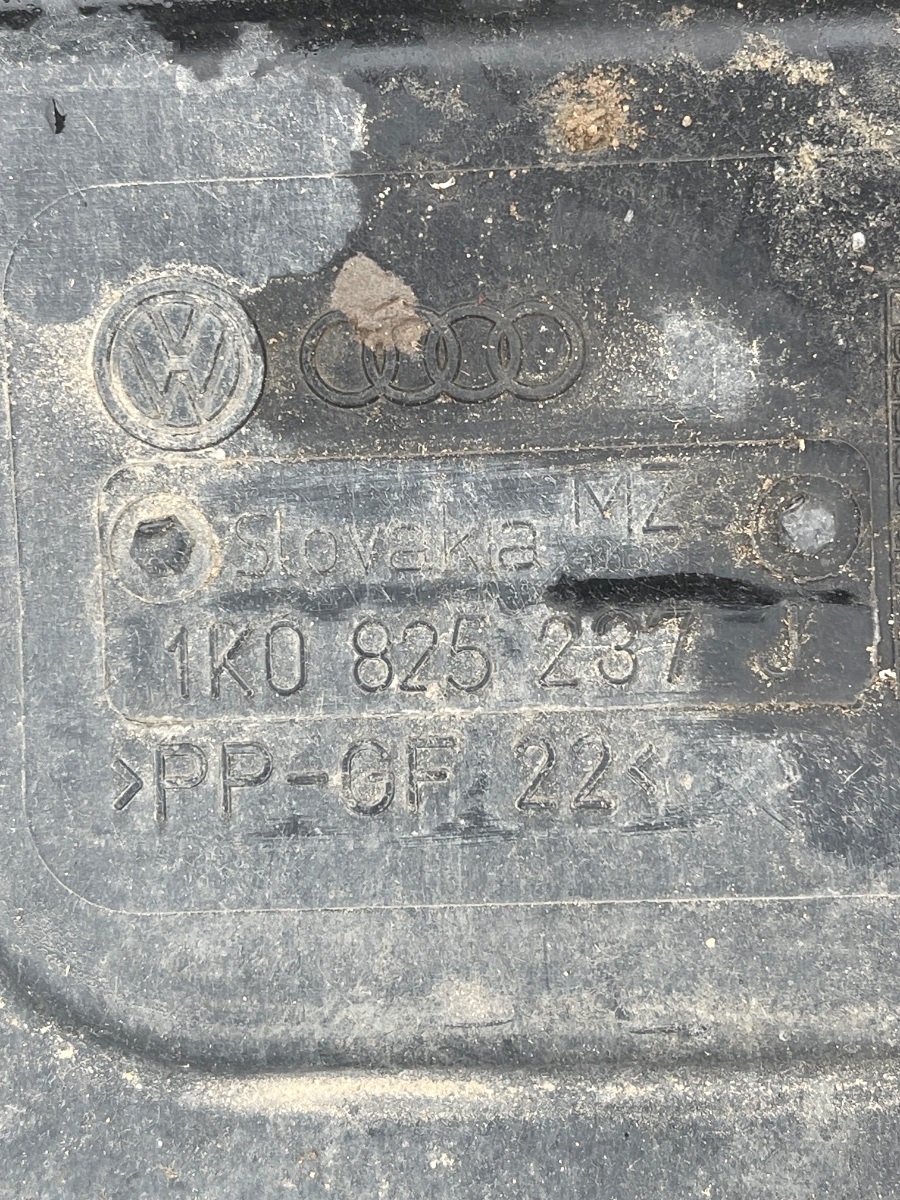 Slovakia MZ
1K0 825 237 J
>PP-GF 22<